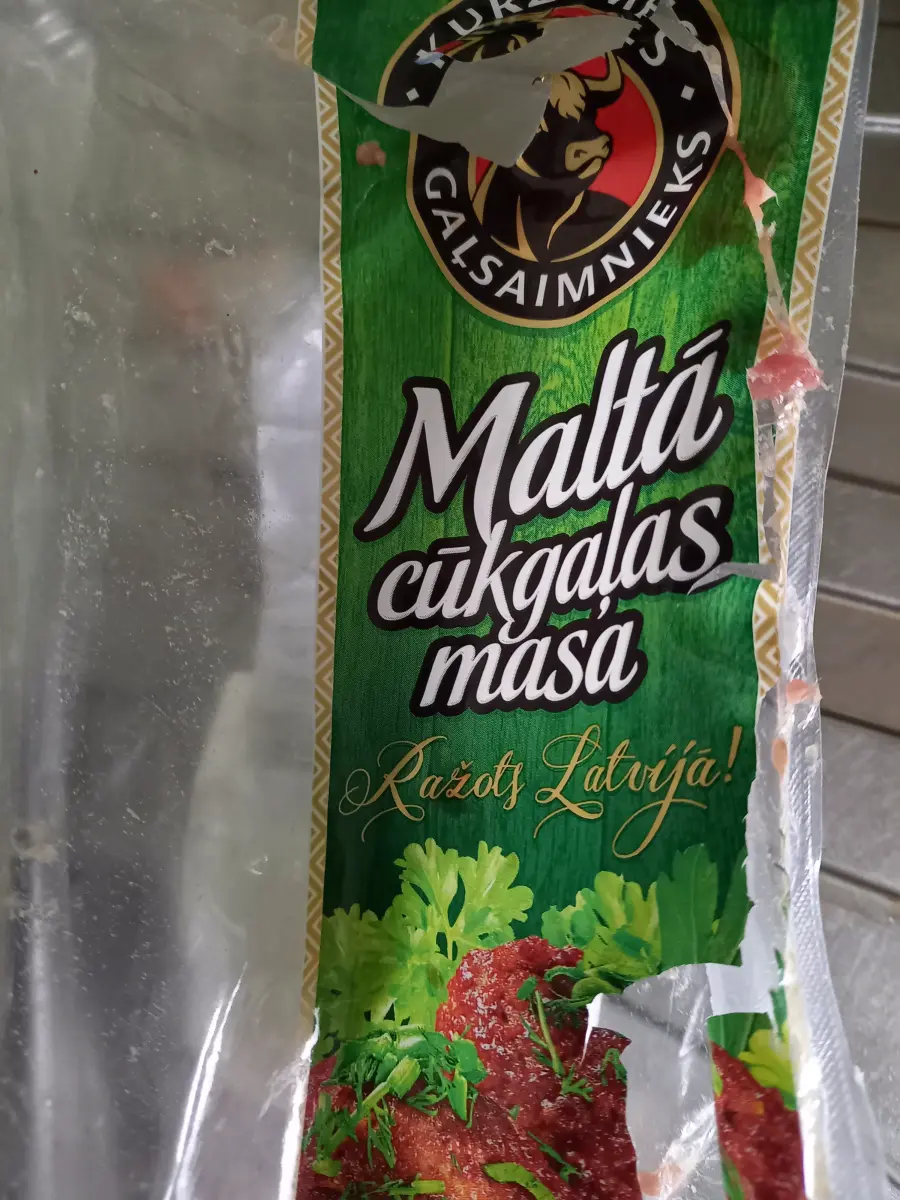 GAĻSAIMNIEKS
Maltā
cūkgaļas
masa
Ražots Latvijā!